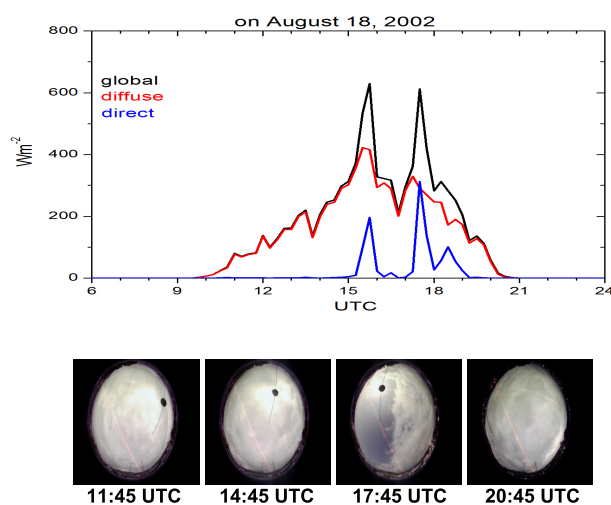 on August 18, 2002
800
600
400
200
0
Wm-2
global
diffuse
direct
6 9 12 15 18 21 24
UTC
11:45 UTC 14:45 UTC 17:45 UTC 20:45 UTC